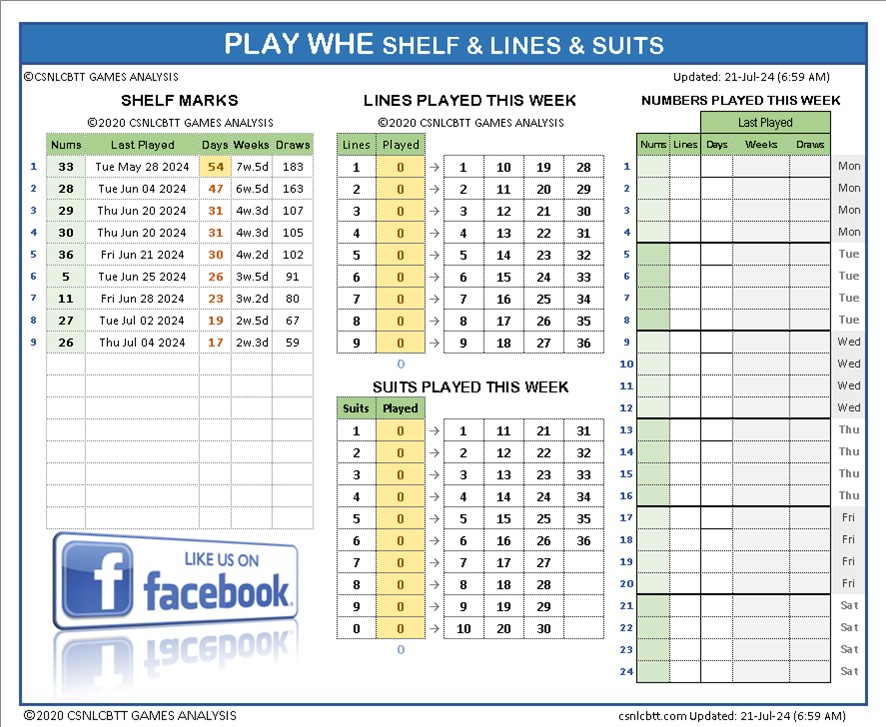 PLAY WHE SHELF & LINES & SUITS
©CSNLCBTT GAMES ANALYSIS
Updated: 21-Jul-24 (6:59 AM)
SHELF MARKS
©2020 CSNLCBTT GAMES ANALYSIS
Nums Last Played Days Weeks Draws
1 33 Tue May 28 2024 54 7w.5d 183
2 28 Tue Jun 04 2024 47 6w.5d 163
3 29 Thu Jun 20 2024 31 4w.3d 107
4 30 Thu Jun 20 2024 31 4w.3d 105
5 36 Fri Jun 21 2024 30 4w.2d 102
6 5 Tue Jun 25 2024 26 3w.5d 91
7 11 Fri Jun 28 2024 23 3w.2d 80
8 27 Tue Jul 02 2024 19 2w.5d 67
9 26 Thu Jul 04 2024 17 2w.3d 59
LIKE US ON
facebook
LINES PLAYED THIS WEEK
©2020 CSNLCBTT GAMES ANALYSIS
Lines Played
1 0 → 1 10 19 28
2 0 → 2 11 20 29
3 0 → 3 12 21 30
4 0 → 4 13 22 31
5 0 → 5 14 23 32
6 0 → 6 15 24 33
7 0 → 7 16 25 34
8 0 → 8 17 26 35
9 0 → 9 18 27 36
0
SUITS PLAYED THIS WEEK
Suits Played
1 0 → 1 11 21 31
2 0 → 2 12 22 32
3 0 → 3 13 23 33
4 0 → 4 14 24 34
5 0 → 5 15 25 35
6 0 → 6 16 26 36
7 0 → 7 17 27
8 0 → 8 18 28
9 0 → 9 19 29
0 0 → 10 20 30
0
NUMBERS PLAYED THIS WEEK
Last Played
Nums Lines Days Weeks Draws
1 Mon
2 Mon
3 Mon
4 Mon
5 Tue
6 Tue
7 Tue
8 Tue
9 Wed
10 Wed
11 Wed
12 Wed
13 Thu
14 Thu
15 Thu
16 Thu
17 Fri
18 Fri
19 Fri
20 Fri
21 Sat
22 Sat
23 Sat
24 Sat
©2020 CSNLCBTT GAMES ANALYSIS
csnlcbtt.com Updated: 21-Jul-24 (6:59 AM)